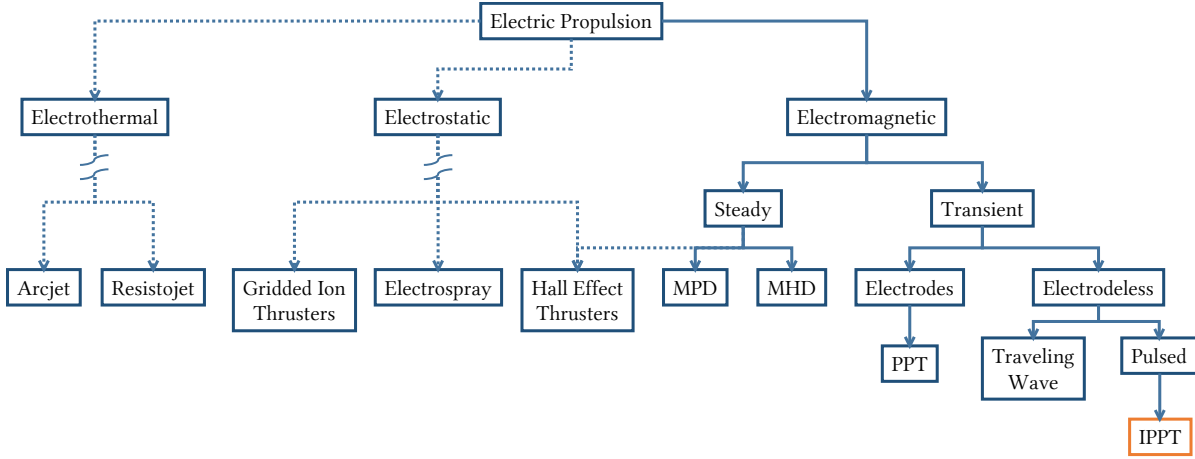 Electric Propulsion
Electrothermal
Electrostatic
Electromagnetic
Steady
Transient
Arcjet
Resistojet
Gridded Ion
Thrusters
Electrospray
Hall Effect
Thrusters
MPD
MHD
Electrodes
Electrodeless
PPT
Traveling
Wave
Pulsed
IPPT